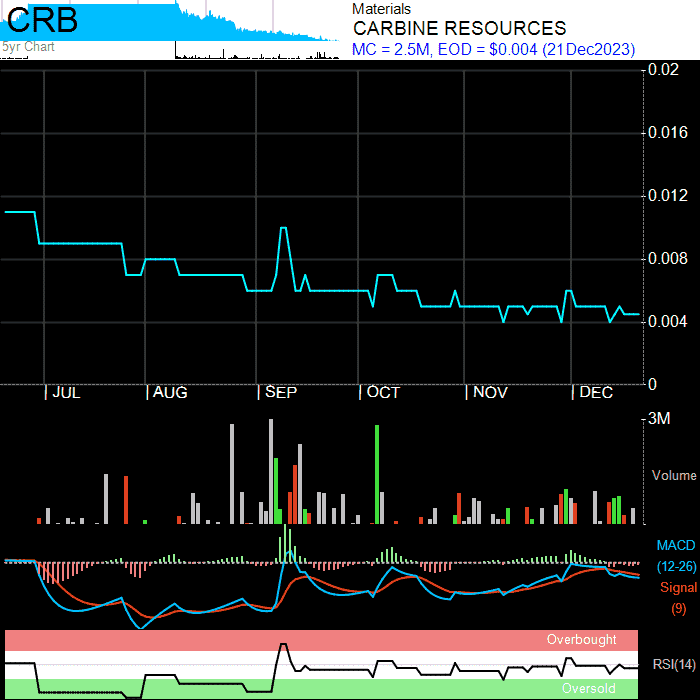 CRB
5yr Chart
Materials
CARBINE RESOURCES
MC = 2.5M, EOD = $0.004 (21Dec2023)
0.02
0.016
0.012
0.008
0.004
0
JUL AUG SEP OCT NOV DEC
3M
Volume
MACD
(12-26)
Signal
(9)
Overbought
RSI(14)
Oversold